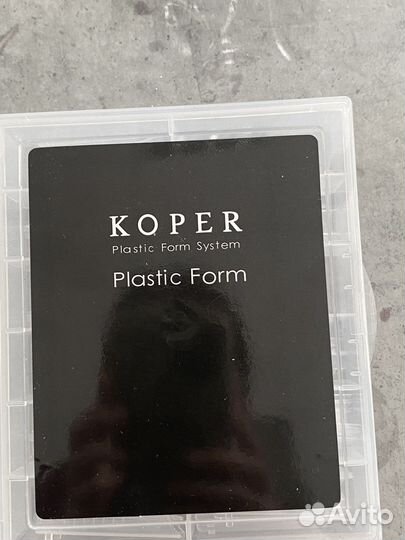 KOPER
Plastic Form System
Plastic Form
Avito